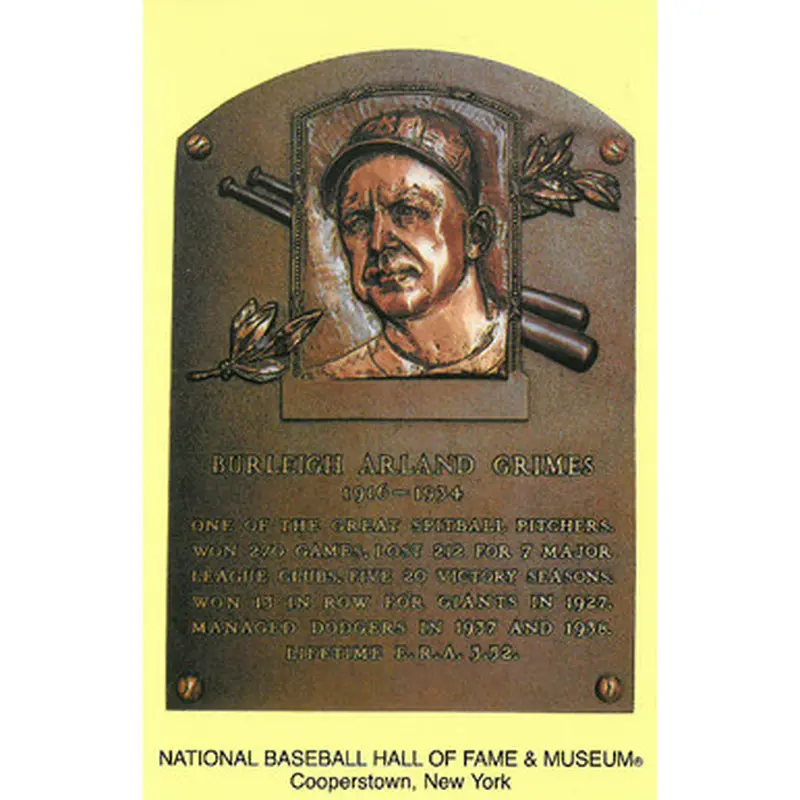 BURLEIGH ARLAND GRIMES
1916–1934
ONE OF THE GREAT SPITBALL PITCHERS.
WON 270 GAMES, LOST 212 FOR 7 MAJOR
LEAGUE CLUBS. FIVE 20 VICTORY SEASONS.
WON 13 IN ROW FOR GIANTS IN 1927.
MANAGED DODGERS IN 1937 AND 1938.
LIFETIME E.R.A. 3.52.
NATIONAL BASEBALL HALL OF FAME & MUSEUM®
Cooperstown, New York